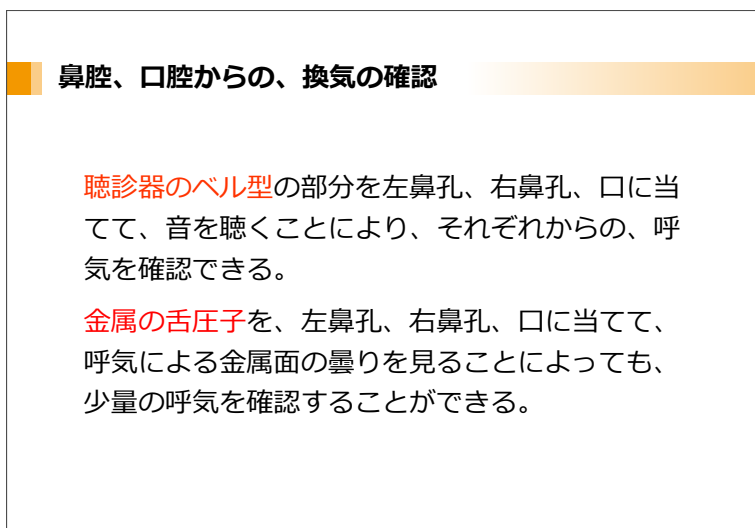 鼻腔、口腔からの、換気の確認
聴診器のベル型の部分を左鼻孔、右鼻孔、口に当
てて、音を聴くことにより、それぞれからの、呼
気を確認できる。
金属の舌圧子を、左鼻孔、右鼻孔、口に当てて、
呼気による金属面の曇りを見ることによっても、
少量の呼気を確認することができる。